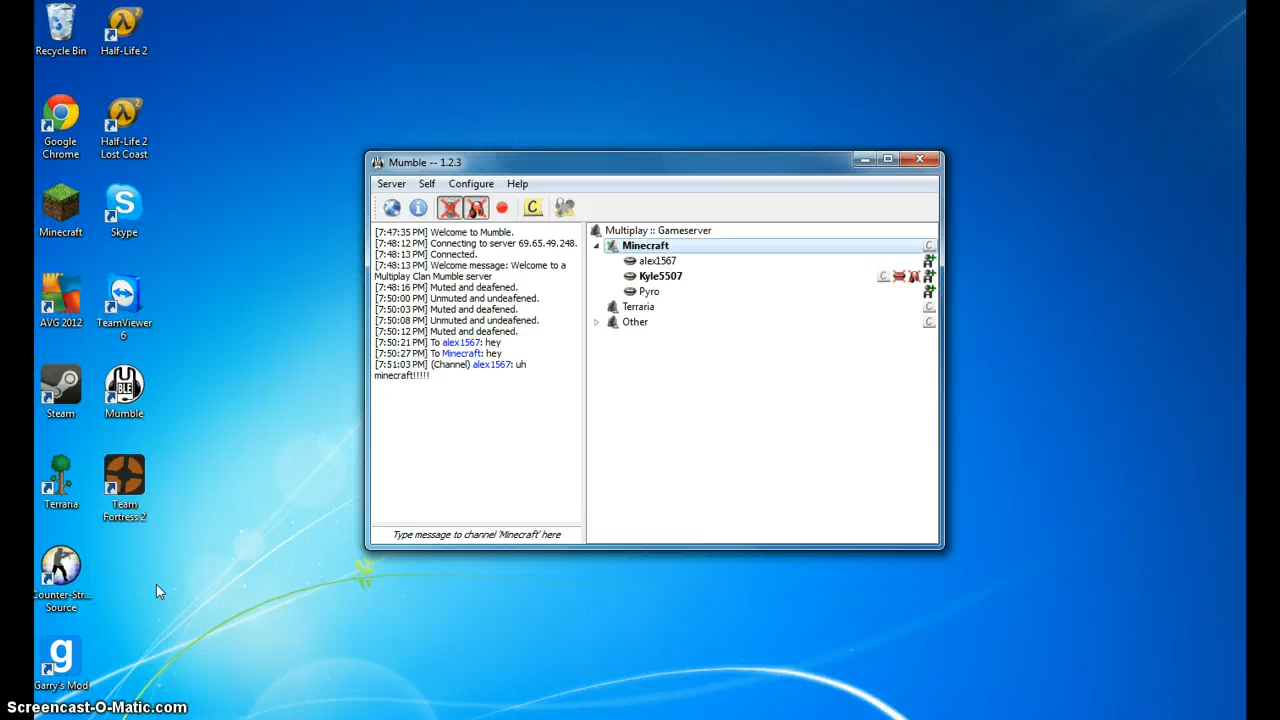 Recycle Bin
Half-Life 2
Google
Chrome
Half-Life 2
Lost Coast
Minecraft
Skype
AVG 2012
TeamViewer
6
Steam
Mumble
Terraria
Team
Fortress 2
Counter-Str...
Source
Garry's Mod
Mumble -- 1.2.3
Server Self Configure Help
C
[7:47:35 PM] Welcome to Mumble.
[7:48:12 PM] Connecting to server 69.65.49.248.
[7:48:13 PM] Connected.
[7:48:13 PM] Welcome message: Welcome to a
Multiplay Clan Mumble server
[7:48:16 PM] Muted and deafened.
[7:50:00 PM] Unmuted and undeafened.
[7:50:03 PM] Muted and deafened.
[7:50:08 PM] Unmuted and undeafened.
[7:50:12 PM] Muted and deafened.
[7:50:21 PM] To alex1567: hey
[7:50:27 PM] To Minecraft: hey
[7:51:03 PM] (Channel) alex1567: uh
minecraft!!!!!
Type message to channel 'Minecraft' here
Multiplay :: Gameserver
Minecraft C
alex1567
Kyle5507 C
Pyro
Terraria C
Other C
Screencast-O-Matic.com